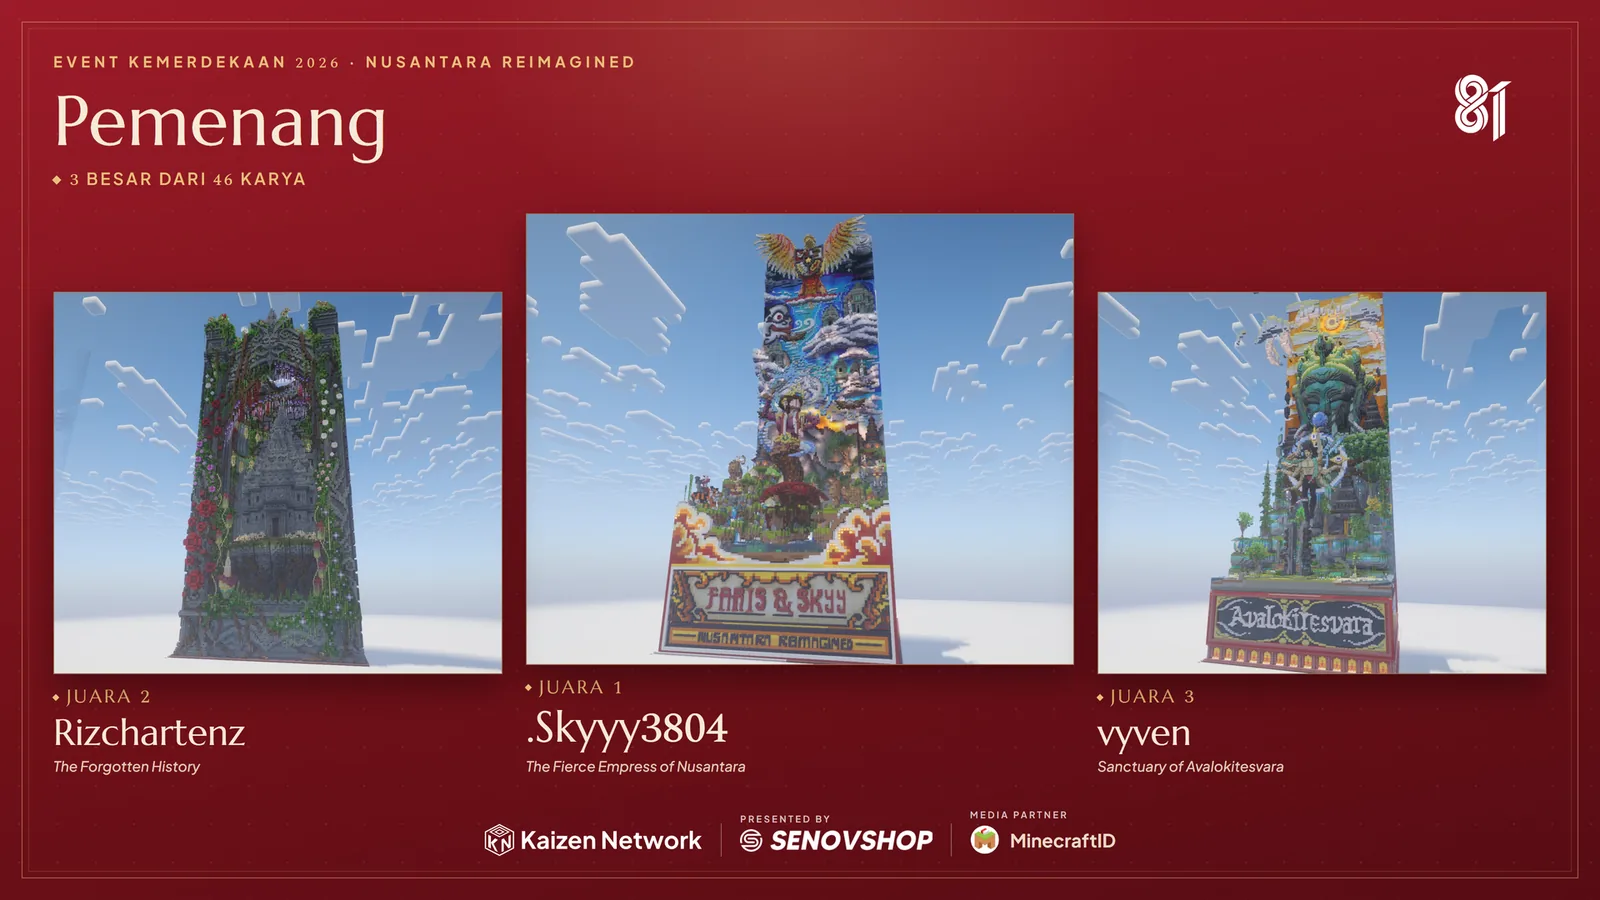 EVENT KEMERDEKAAN 2026 · NUSANTARA REIMAGINED
81
Pemenang
◆ 3 BESAR DARI 46 KARYA
FARIS & SKYY
NUSANTARA REIMAGINED
Avalokitesvara
◆ JUARA 2
Rizchartenz
The Forgotten History
◆ JUARA 1
.Skyyy3804
The Fierce Empress of Nusantara
◆ JUARA 3
vyven
Sanctuary of Avalokitesvara
KN Kaizen Network
PRESENTED BY
SENOVSHOP
MEDIA PARTNER
MinecraftID